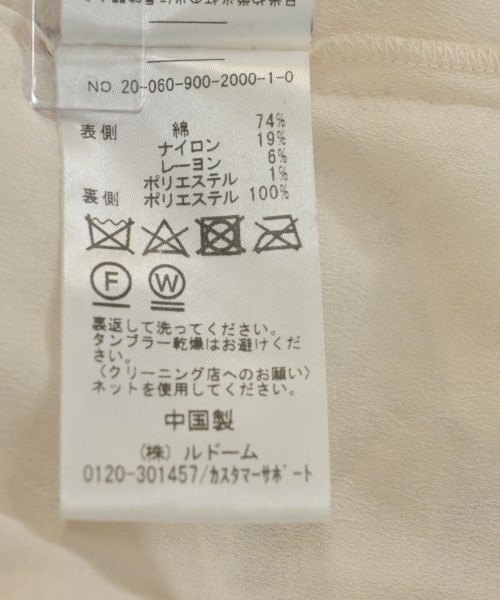 NO. 20-060-900-2000-1-0
表側 綿 74%
ナイロン 19%
レーヨン 6%
ポリエステル 1%
裏側 ポリエステル 100%
F W
裏返して洗ってください。
タンブラー乾燥はお避けくだ
さい。
〈クリーニング店へのお願い〉
ネットを使用してください。
中国製
(株) ルドーム
0120-301457/カスタマーサポート